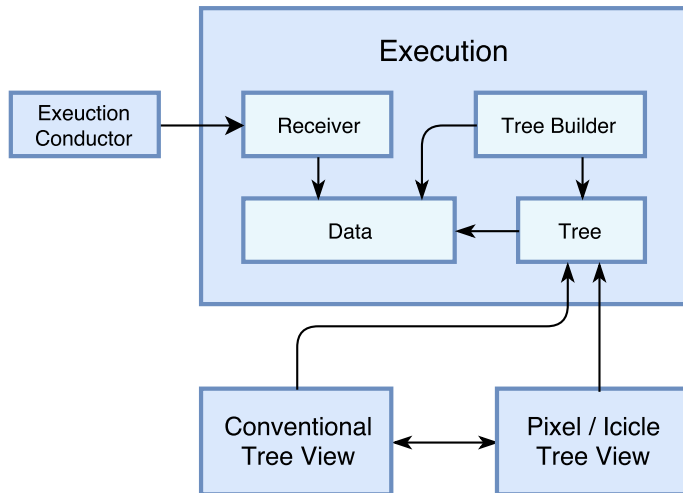 Execution
Exeuction
Conductor
Receiver
Tree Builder
Data
Tree
Conventional
Tree View
Pixel / Icicle
Tree View